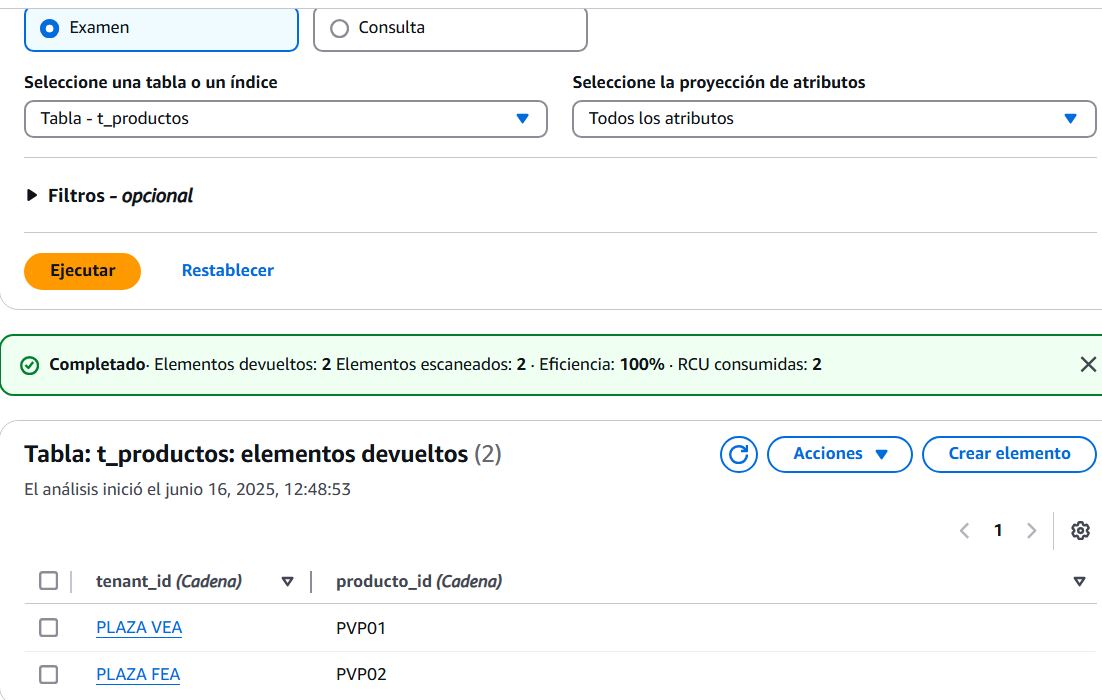 Examen
Consulta
Seleccione una tabla o un índice
Seleccione la proyección de atributos
Tabla - t_productos
Todos los atributos
Filtros - opcional
Ejecutar
Restablecer
Completado· Elementos devueltos: 2 Elementos escaneados: 2 · Eficiencia: 100% · RCU consumidas: 2
Tabla: t_productos: elementos devueltos (2)
Acciones
Crear elemento
El análisis inició el junio 16, 2025, 12:48:53
1
tenant_id (Cadena)
producto_id (Cadena)
PLAZA VEA
PVP01
PLAZA FEA
PVP02